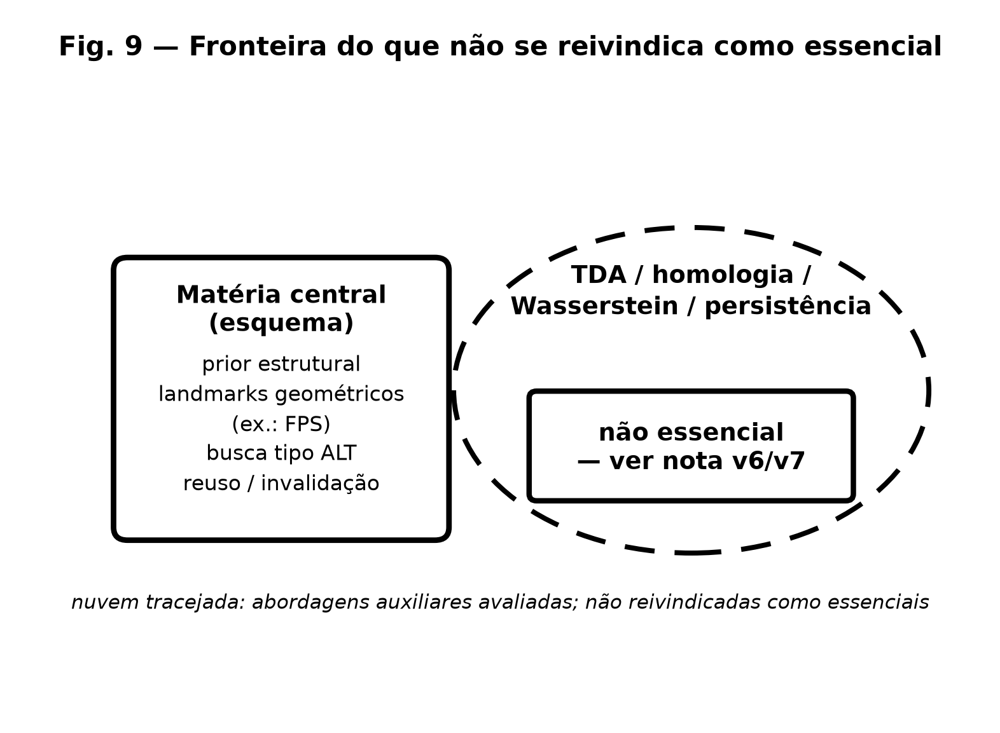 Fig. 9 — Fronteira do que não se reivindica como essencial
Matéria central
(esquema)
prior estrutural
landmarks geométricos
(ex.: FPS)
busca tipo ALT
reuso / invalidação
TDA / homologia /
Wasserstein / persistência
não essencial
— ver nota v6/v7
nuvem tracejada: abordagens auxiliares avaliadas; não reivindicadas como essenciais